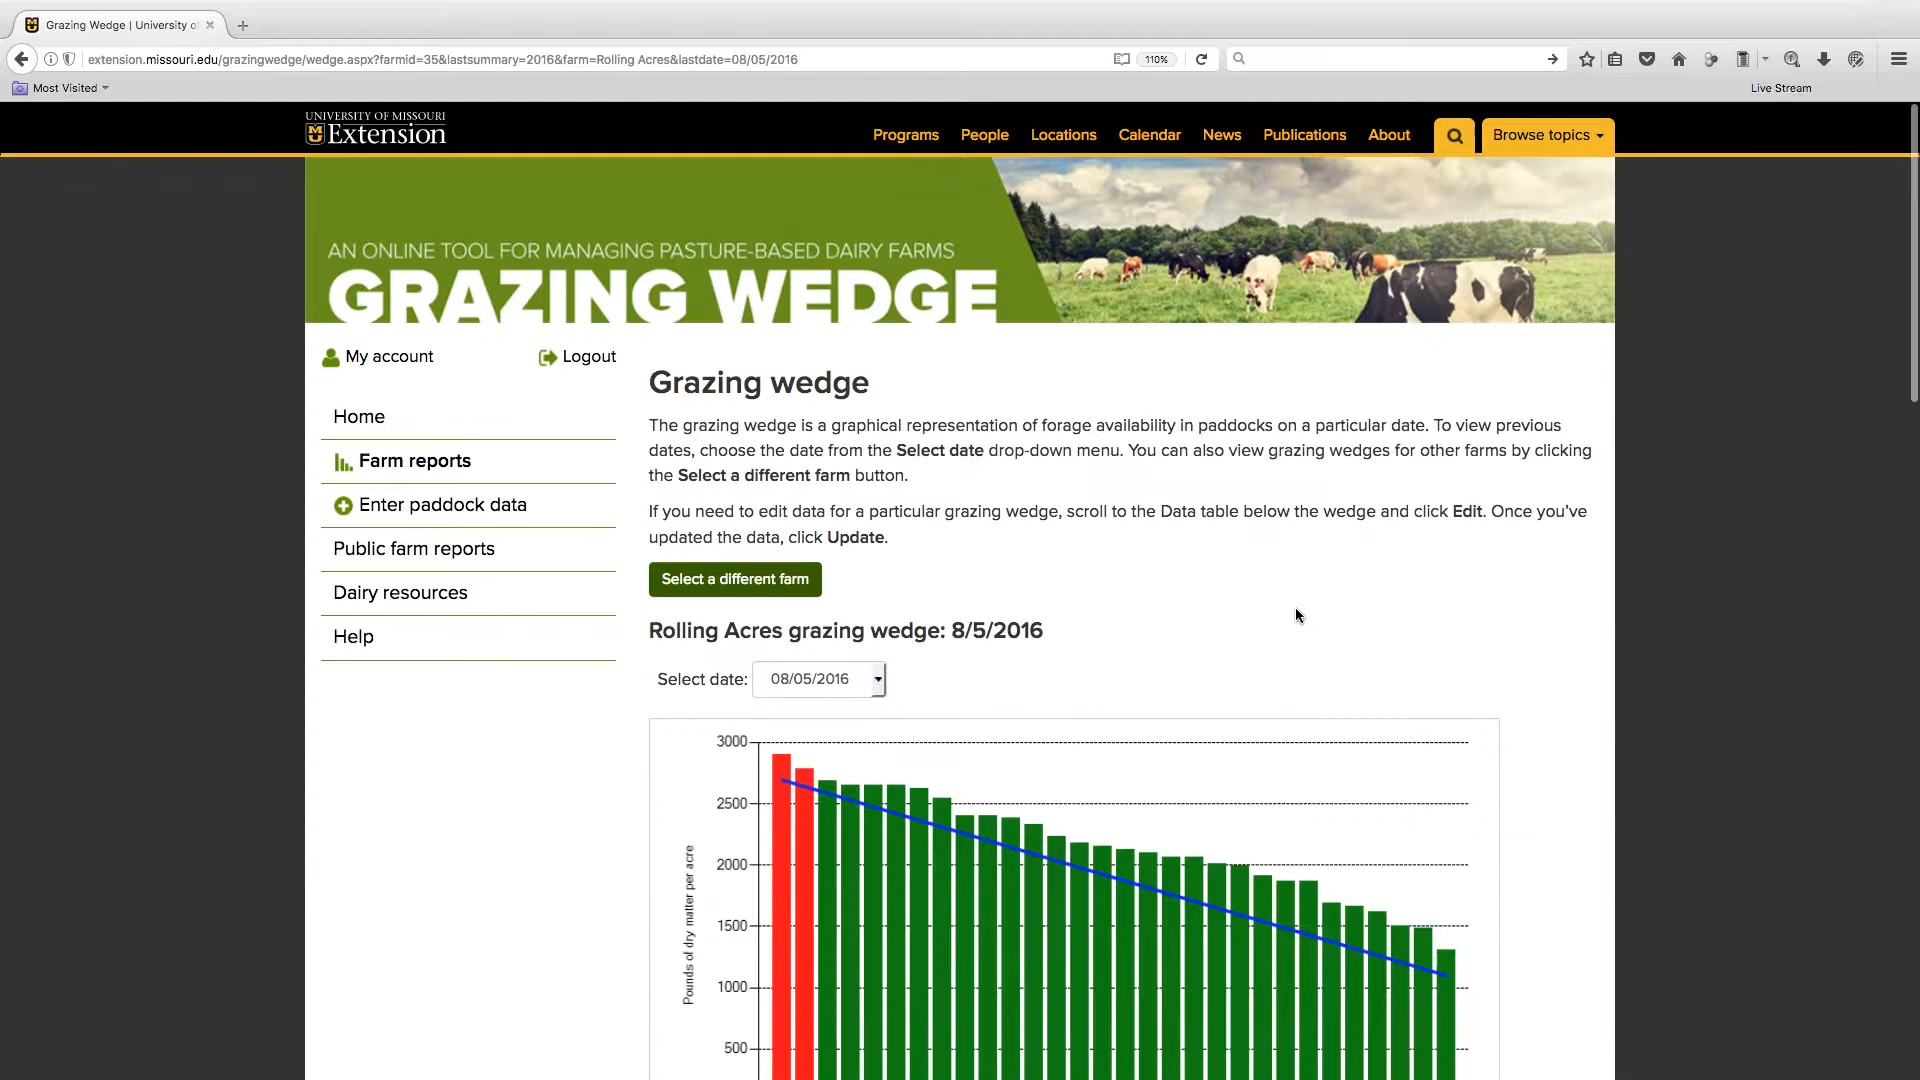 Grazing Wedge | University o
extension.missouri.edu/grazingwedge/wedge.aspx?farmid=35&lastsummary=2016&farm=Rolling Acres&lastdate=08/05/2016
110%
Most Visited
Live Stream
UNIVERSITY OF MISSOURI
Extension
Programs
People
Locations
Calendar
News
Publications
About
Browse topics
AN ONLINE TOOL FOR MANAGING PASTURE-BASED DAIRY FARMS
GRAZING WEDGE
My account
Logout
Home
Farm reports
Enter paddock data
Public farm reports
Dairy resources
Help
Grazing wedge
The grazing wedge is a graphical representation of forage availability in paddocks on a particular date. To view previous
dates, choose the date from the Select date drop-down menu. You can also view grazing wedges for other farms by clicking
the Select a different farm button.
If you need to edit data for a particular grazing wedge, scroll to the Data table below the wedge and click Edit. Once you've
updated the data, click Update.
Select a different farm
Rolling Acres grazing wedge: 8/5/2016
Select date: 08/05/2016
3000
2500
2000
1500
1000
500
Pounds of dry matter per acre